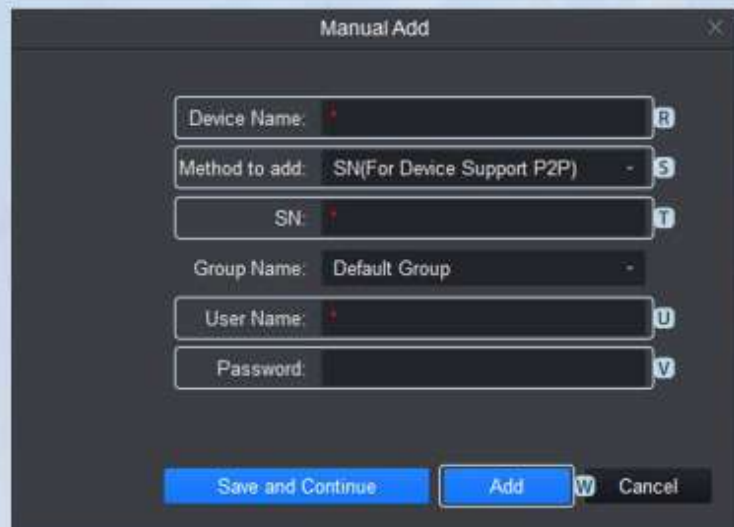 Manual Add
Device Name: * R
Method to add: SN(For Device Support P2P) S
SN: * T
Group Name: Default Group
User Name: * U
Password: V
Save and Continue Add W Cancel